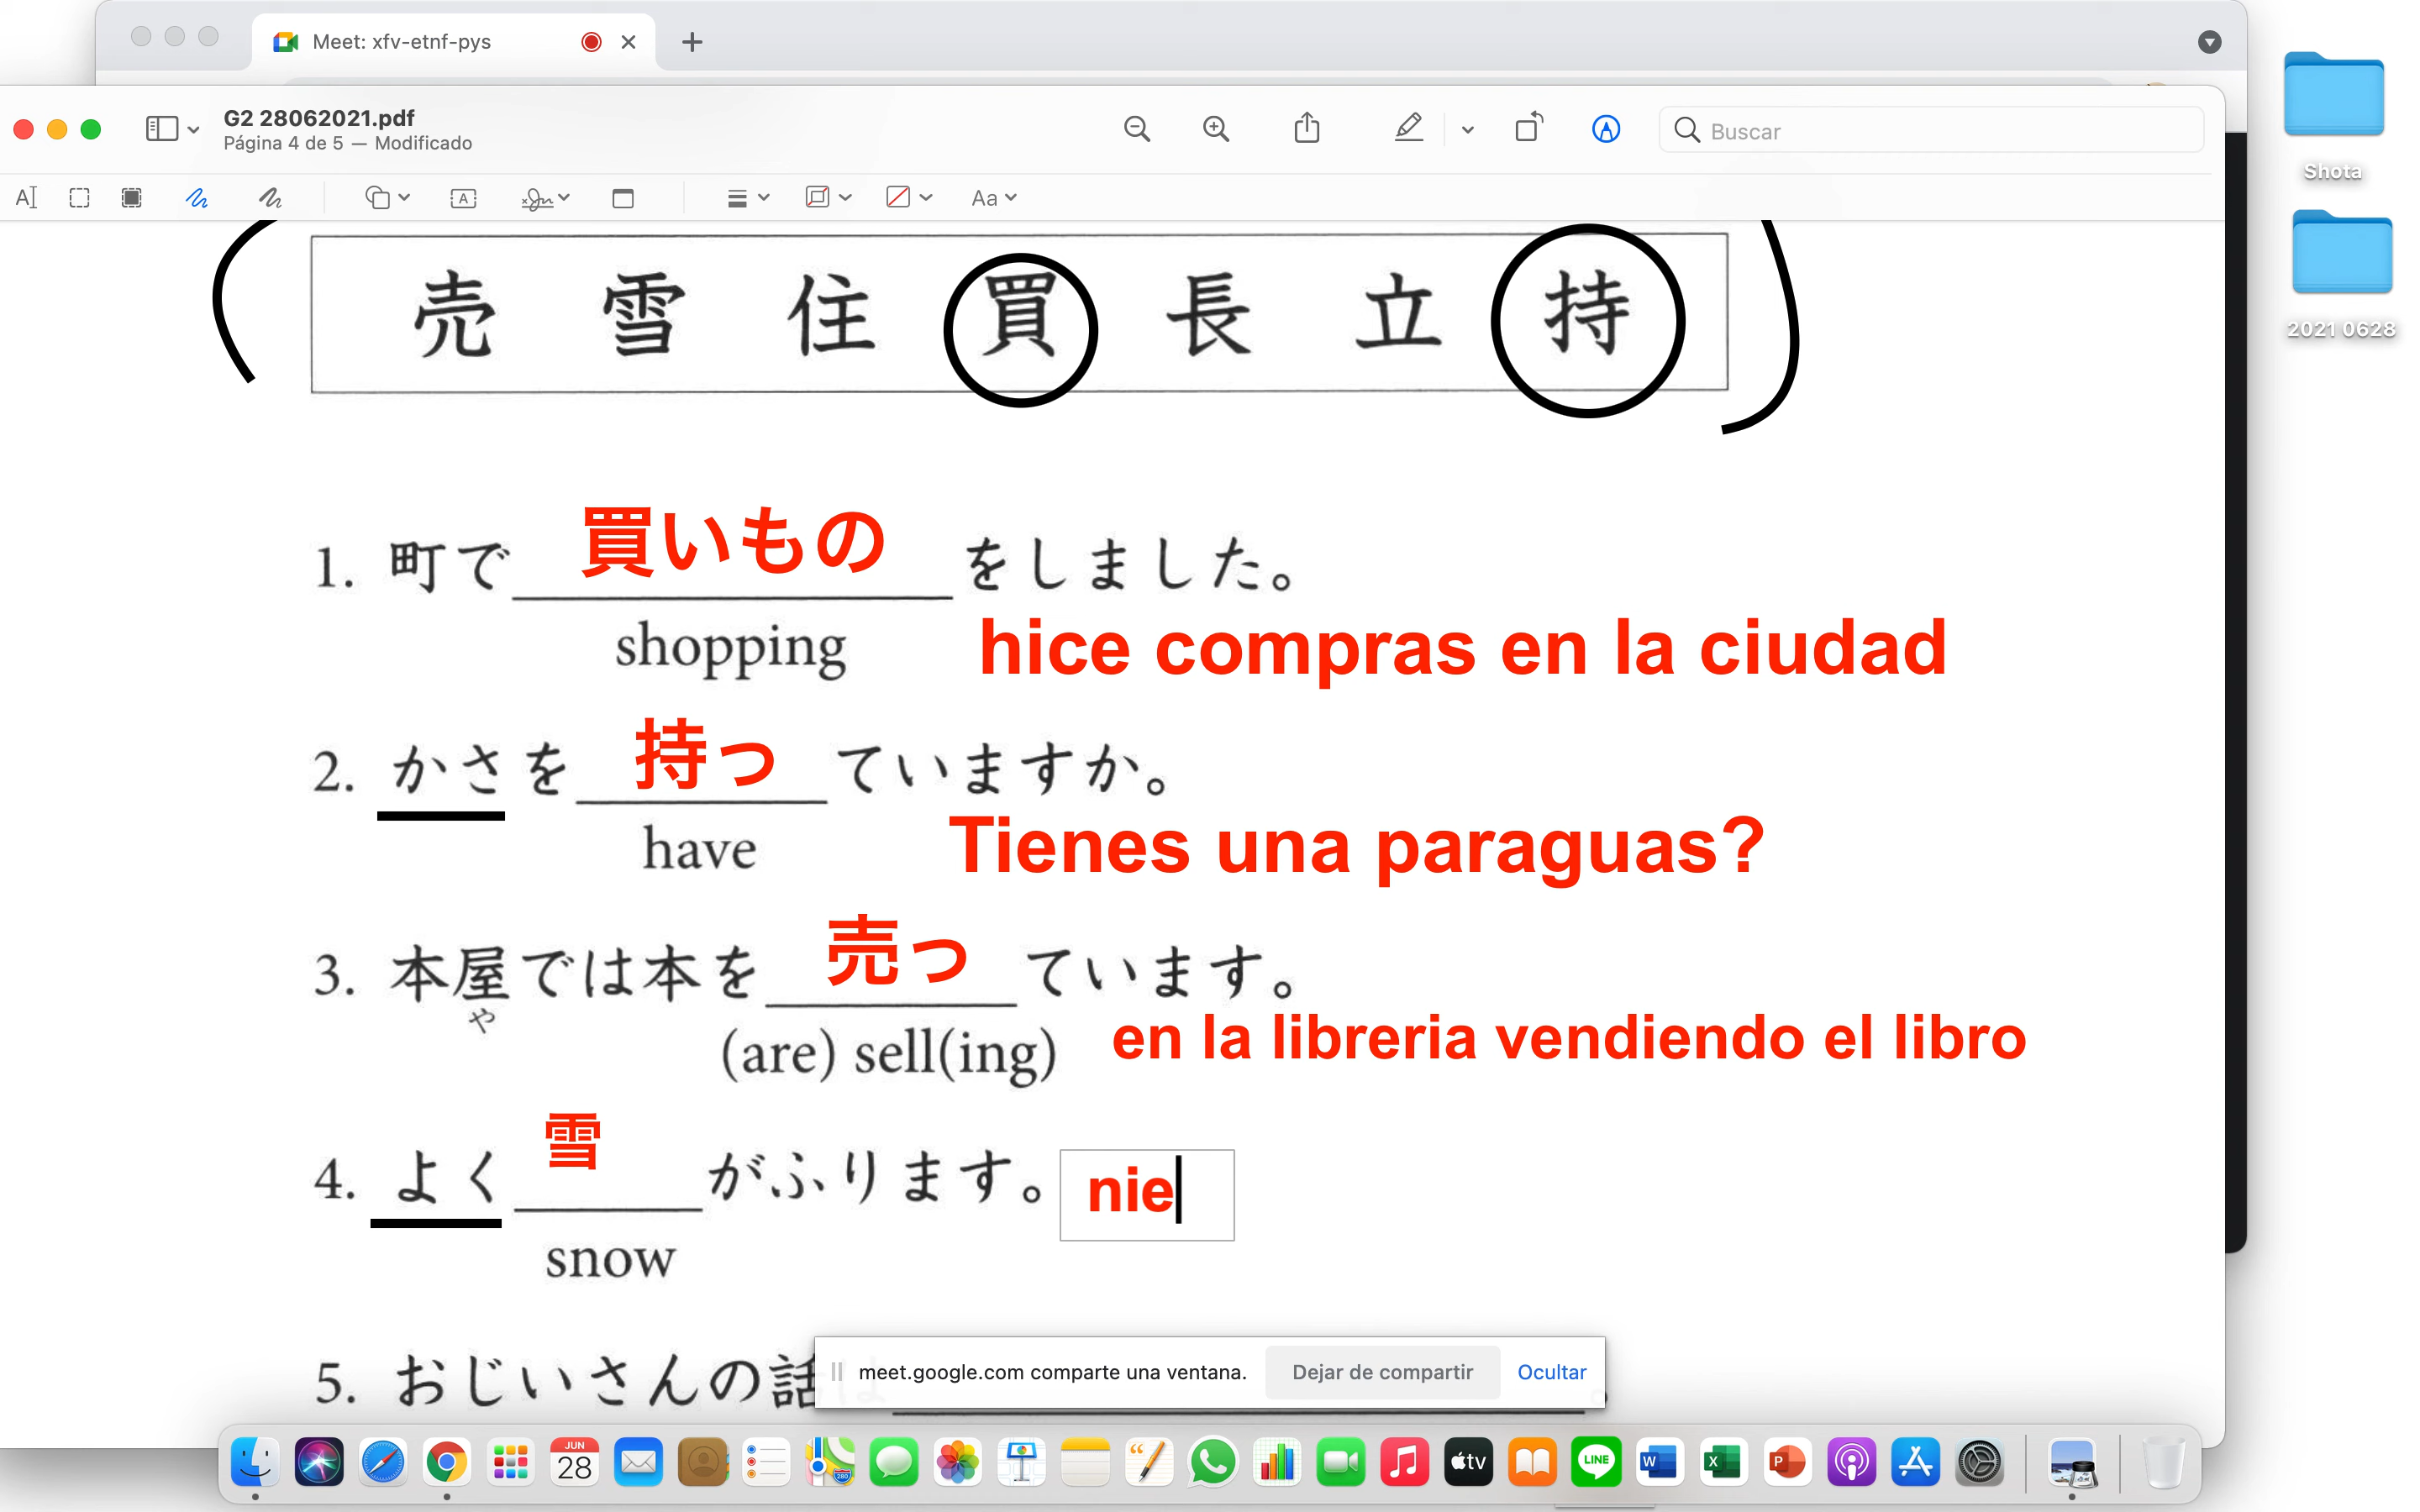 Meet: xfv-etnf-pys
G2 28062021.pdf
Página 4 de 5 — Modificado
Buscar
Aa
Shota
2021 0628
売 雪 住 買 長 立 持
1. 町で 買いもの をしました。
shopping
hice compras en la ciudad
2. かさを 持っ ていますか。
have
Tienes una paraguas?
3. 本屋では本を 売っ ています。
や
(are) sell(ing)
en la libreria vendiendo el libro
4. よく 雪 がふります。
nie
snow
5. おじいさんの話は
meet.google.com comparte una ventana.
Dejar de compartir
Ocultar
JUN
28
280
tv
LINE
W
X
P